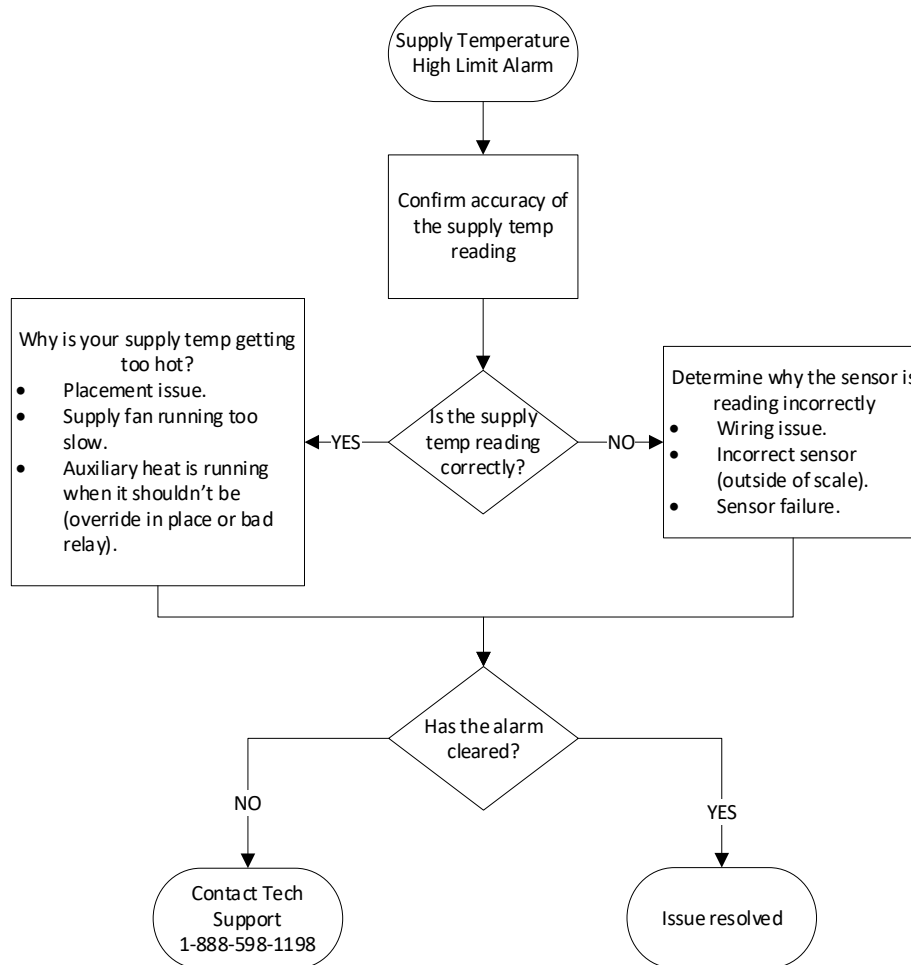 Supply Temperature
High Limit Alarm
Confirm accuracy of
the supply temp
reading
Why is your supply temp getting
too hot?
• Placement issue.
• Supply fan running too
slow.
• Auxiliary heat is running
when it shouldn't be
(override in place or bad
relay).
YES
Is the supply
temp reading
correctly?
NO
Determine why the sensor is
reading incorrectly
• Wiring issue.
• Incorrect sensor
(outside of scale).
• Sensor failure.
Has the alarm
cleared?
NO
YES
Contact Tech
Support
1-888-598-1198
Issue resolved